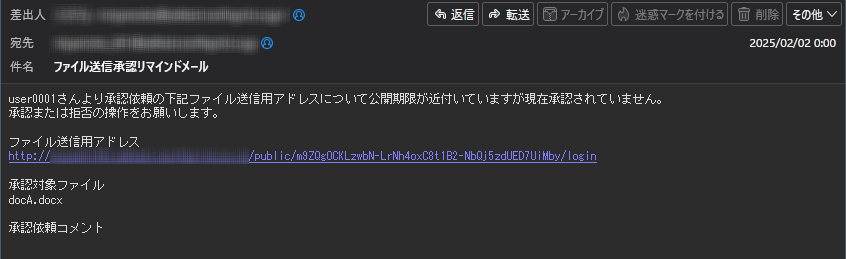 差出人
返信 転送 アーカイブ 迷惑マークを付ける 削除 その他
宛先
2025/02/02 0:00
件名 ファイル送信承認リマインドメール
user0001さんより承認依頼の下記ファイル送信用アドレスについて公開期限が近付いていますが現在承認されていません。
承認または拒否の操作をお願いします。
ファイル送信用アドレス
http:// /public/m9ZQgOCKLzwbN-LrNh4oxC8t1B2-NbQj5zdUED7UiMby/login
承認対象ファイル
docA.docx
承認依頼コメント